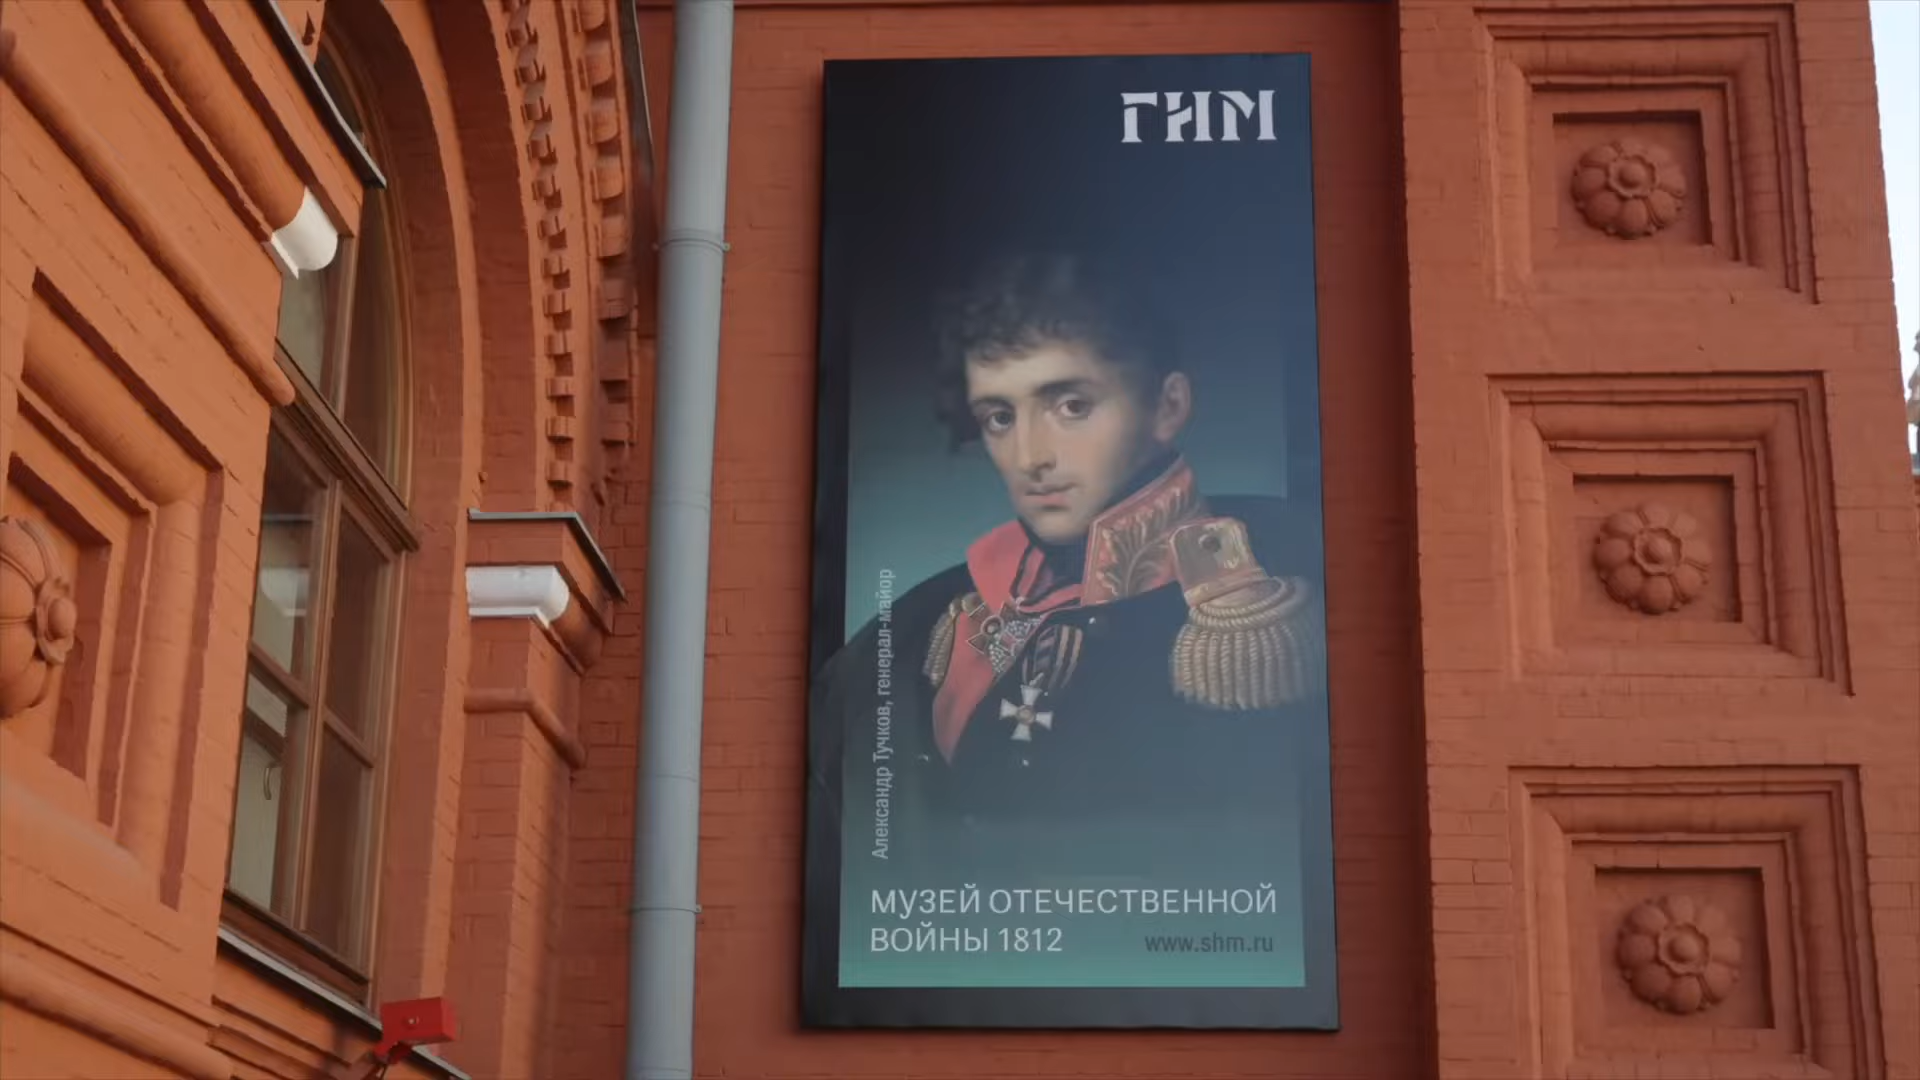 ГИМ
Александр Тучков, генерал-майор
МУЗЕЙ ОТЕЧЕСТВЕННОЙ
ВОЙНЫ 1812
www.shm.ru